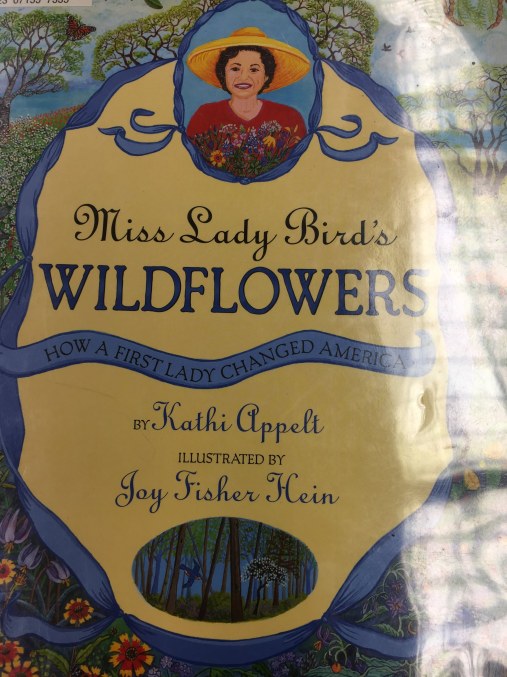 Miss Lady Bird's
WILDFLOWERS
HOW A FIRST LADY CHANGED AMERICA
BY Kathi Appelt
ILLUSTRATED BY
Joy Fisher Hein